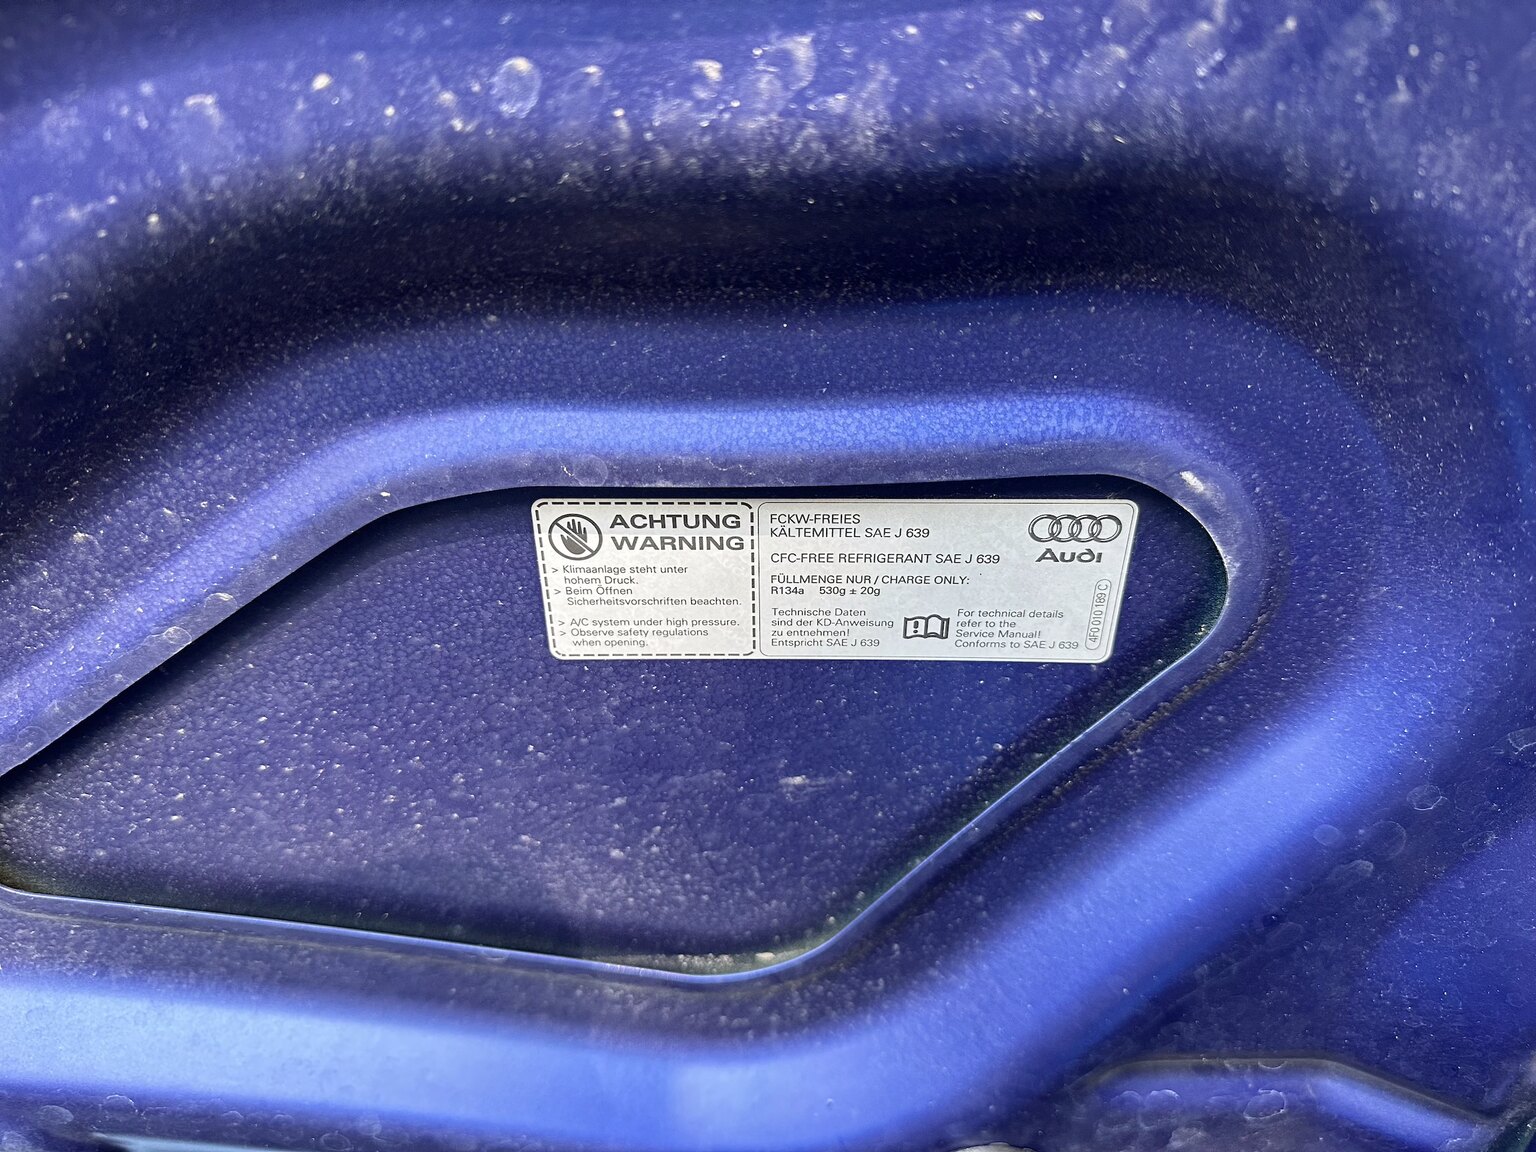 ACHTUNG
WARNING
> Klimaanlage steht unter
hohem Druck.
> Beim Öffnen
Sicherheitsvorschriften beachten.
> A/C system under high pressure.
> Observe safety regulations
when opening.
FCKW-FREIES
KÄLTEMITTEL SAE J 639
CFC-FREE REFRIGERANT SAE J 639
FÜLLMENGE NUR / CHARGE ONLY:
R134a 530g ± 20g
Technische Daten
sind der KD-Anweisung
zu entnehmen!
Entspricht SAE J 639
For technical details
refer to the
Service Manual!
Conforms to SAE J 639
Audi
4F0 010 189 C